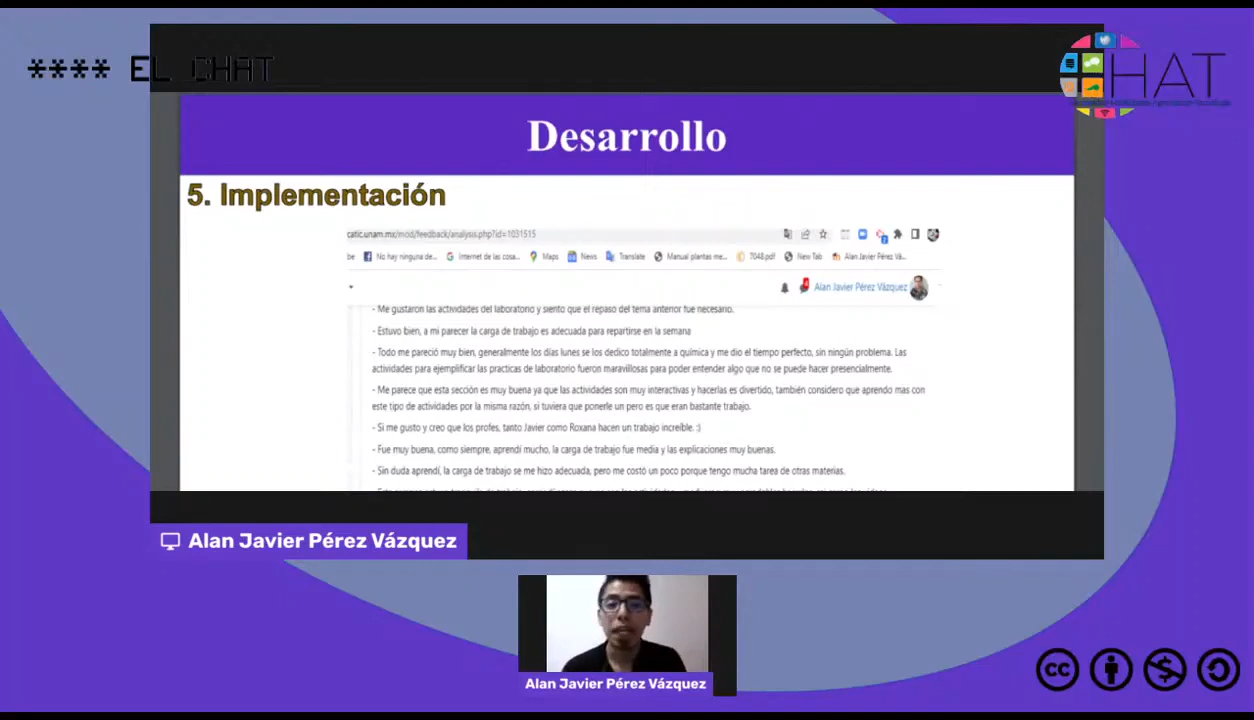 **** EL CHAT
HAT
Desarrollo
5. Implementación
catic.unam.mx/mod/feedback/analysis.php?id=1031515
be No hay ninguna de... internet de las cosa... Maps News Translate Manual plantas me... 7048.pdf New Tab Alan Javier Pérez Vá...
Alan Javier Pérez Vázquez
- Me gustaron las actividades del laboratorio y siento que el repaso del tema anterior fue necesario.
- Estuvo bien, a mi parecer la carga de trabajo es adecuada para repartirse en la semana
- Todo me pareció muy bien, generalmente los días lunes se los dedico totalmente a química y me dio el tiempo perfecto, sin ningún problema. Las
actividades para ejemplificar las practicas de laboratorio fueron maravillosas para poder entender algo que no se puede hacer presencialmente.
- Me parece que esta sección es muy buena ya que las actividades son muy interactivas y hacerlas es divertido, también considero que aprendo mas con
este tipo de actividades por la misma razón, si tuviera que ponerle un pero es que eran bastante trabajo.
- Si me gusto y creo que los profes, tanto Javier como Roxana hacen un trabajo increíble. :)
- Fue muy buena, como siempre, aprendí mucho, la carga de trabajo fue media y las explicaciones muy buenas.
- Sin duda aprendí, la carga de trabajo se me hizo adecuada, pero me costó un poco porque tengo mucha tarea de otras materias.
Alan Javier Pérez Vázquez
Alan Javier Pérez Vázquez
cc